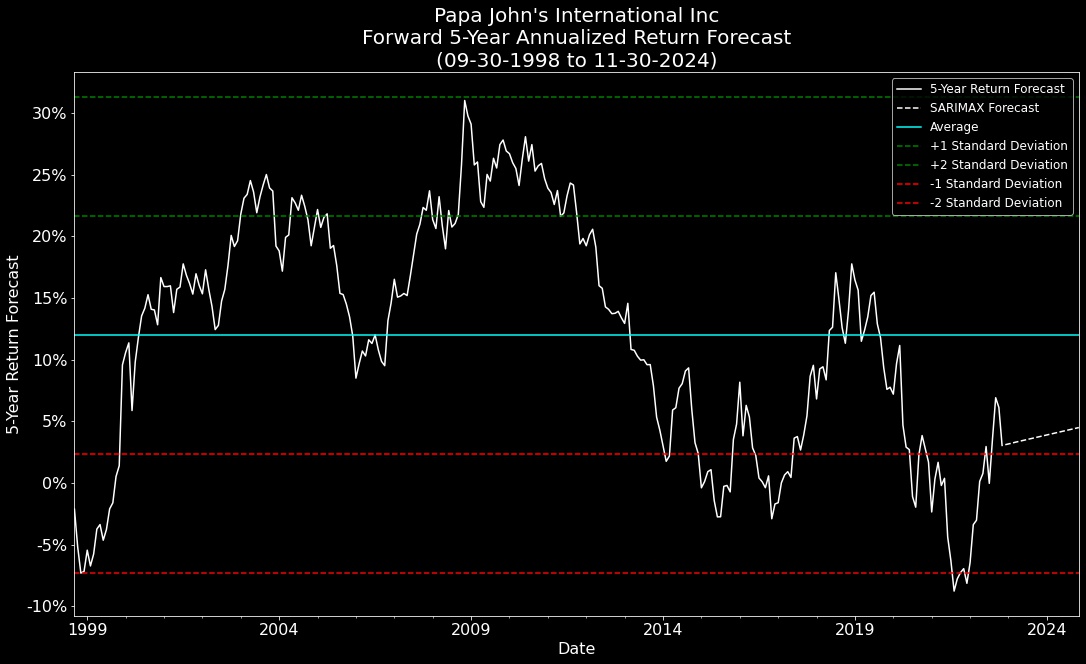 Papa John's International Inc
Forward 5-Year Annualized Return Forecast
(09-30-1998 to 11-30-2024)
5-Year Return Forecast
SARIMAX Forecast
Average
+1 Standard Deviation
+2 Standard Deviation
-1 Standard Deviation
-2 Standard Deviation
5-Year Return Forecast
30%
25%
20%
15%
10%
5%
0%
-5%
-10%
1999
2004
2009
2014
2019
2024
Date